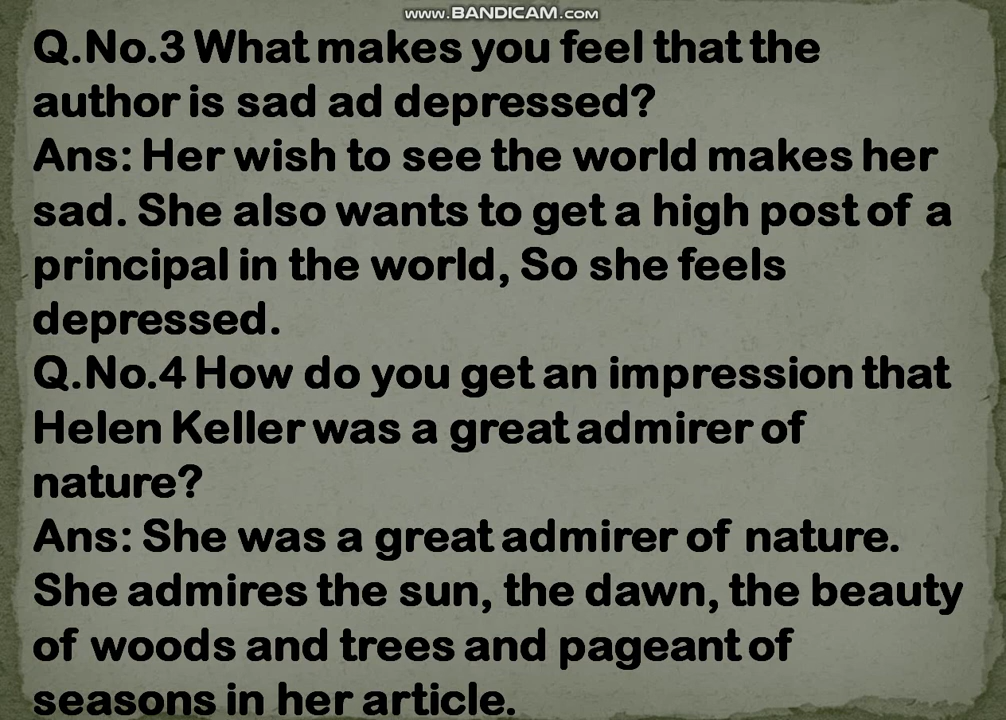 www.BANDICAM.com
Q.No.3 What makes you feel that the
author is sad ad depressed?
Ans: Her wish to see the world makes her
sad. She also wants to get a high post of a
principal in the world, So she feels
depressed.
Q.No.4 How do you get an impression that
Helen Keller was a great admirer of
nature?
Ans: She was a great admirer of nature.
She admires the sun, the dawn, the beauty
of woods and trees and pageant of
seasons in her article.